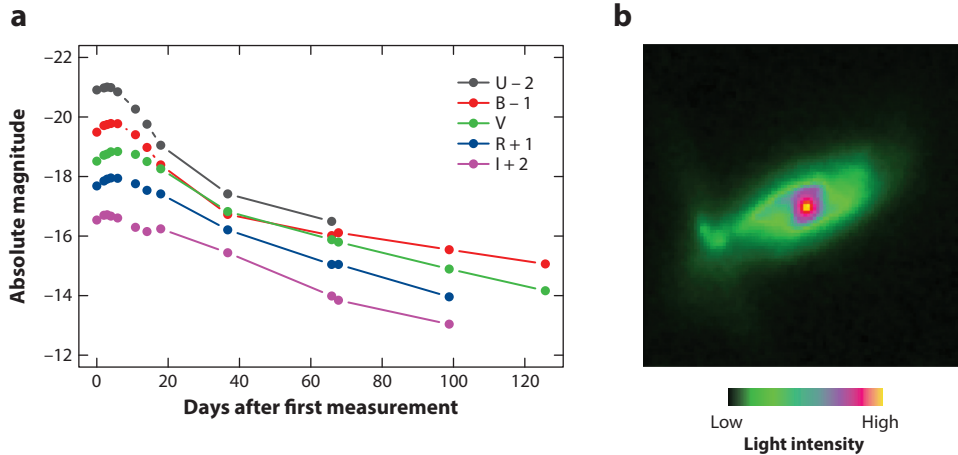 a
−22
−20
−18
−16
−14
−12
Absolute magnitude
0
20
40
60
80
100
120
Days after first measurement
U – 2
B – 1
V
R + 1
I + 2
b
Low
High
Light intensity